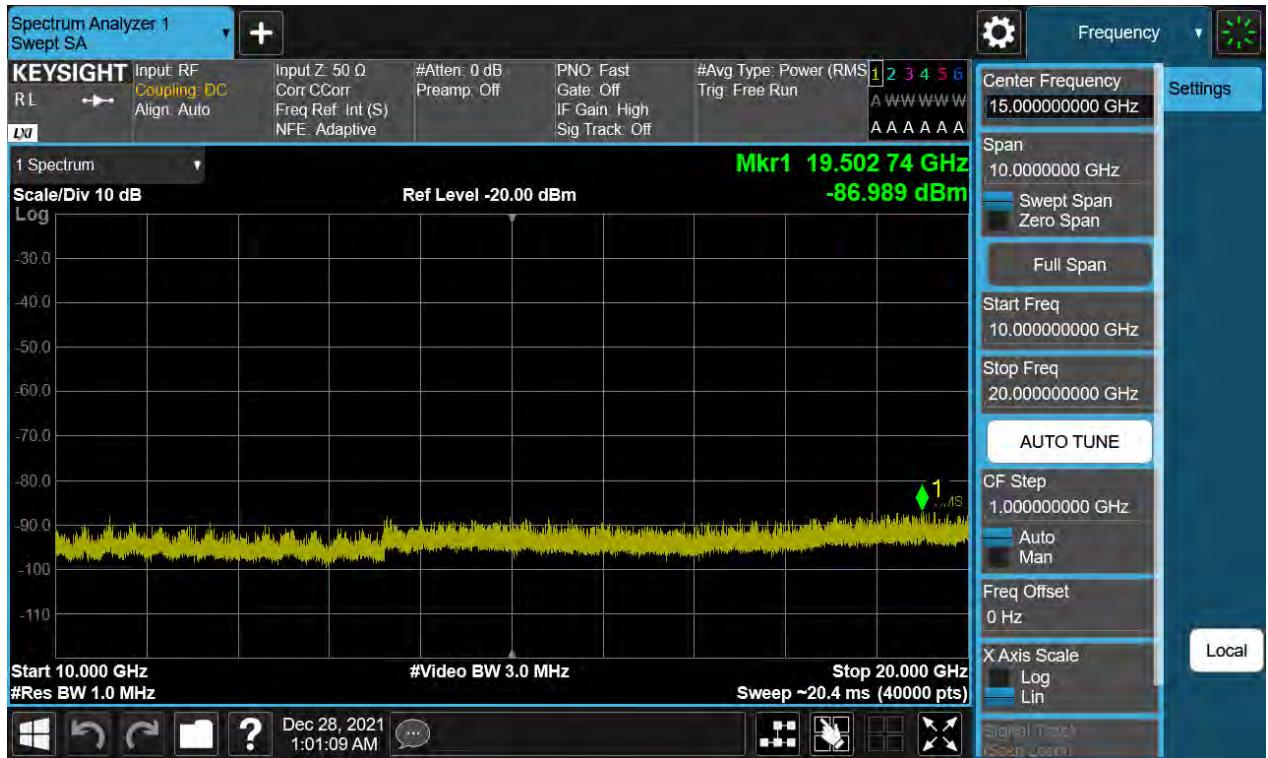 Spectrum Analyzer 1
Swept SA
+
Frequency
KEYSIGHT
RL
LXI
Input: RF
Coupling: DC
Align: Auto
Input Z: 50 Ω
Corr CCorr
Freq Ref: Int (S)
NFE: Adaptive
#Atten: 0 dB
Preamp: Off
PNO: Fast
Gate: Off
IF Gain: High
Sig Track: Off
#Avg Type: Power (RMS
Trig: Free Run
1 2 3 4 5 6
A W W W W W
A A A A A A
1 Spectrum
Scale/Div 10 dB
Ref Level -20.00 dBm
Mkr1 19.502 74 GHz
-86.989 dBm
Log
-30.0
-40.0
-50.0
-60.0
-70.0
-80.0
-90.0
-100
-110
1
Start 10.000 GHz
#Video BW 3.0 MHz
Stop 20.000 GHz
#Res BW 1.0 MHz
Sweep ~20.4 ms (40000 pts)
Center Frequency
15.000000000 GHz
Settings
Span
10.0000000 GHz
Swept Span
Zero Span
Full Span
Start Freq
10.000000000 GHz
Stop Freq
20.000000000 GHz
AUTO TUNE
CF Step
1.000000000 GHz
Auto
Man
Freq Offset
0 Hz
X Axis Scale
Log
Lin
Signal Track
(Span Zoom)
Local
?
Dec 28, 2021
1:01:09 AM